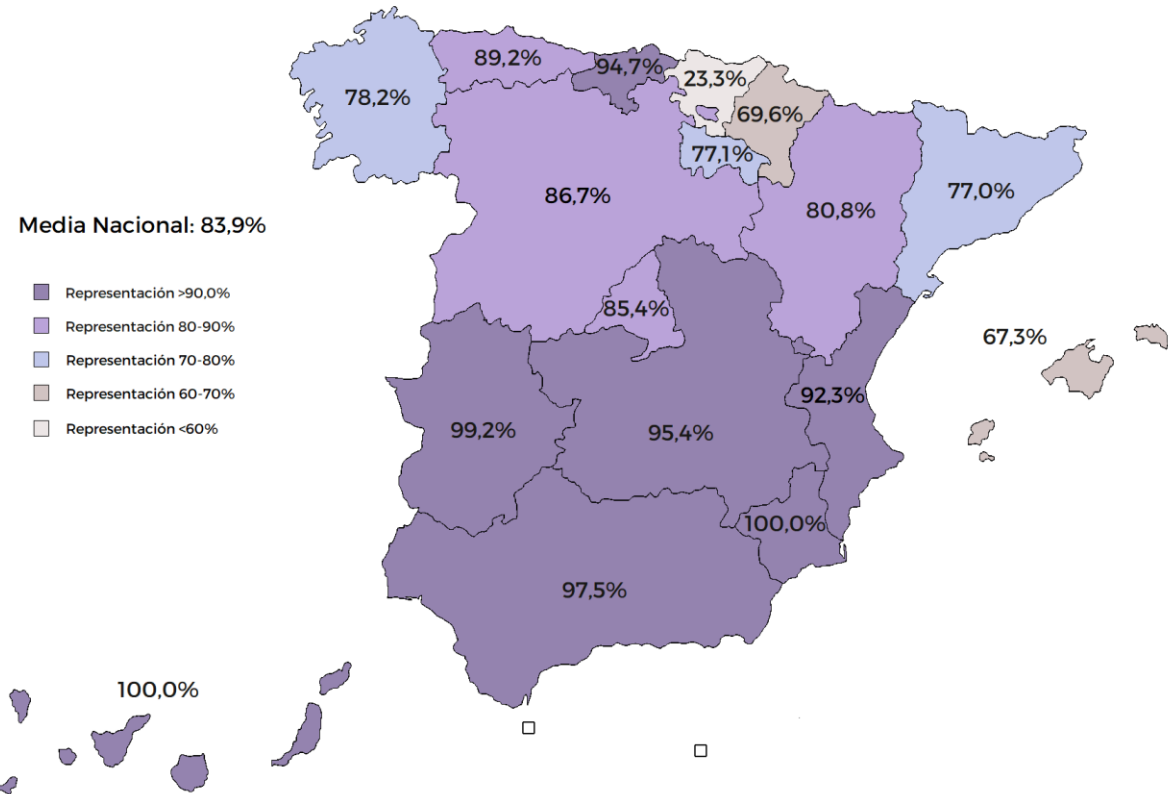 89,2%
94,7%
23,3%
78,2%
69,6%
77,1%
86,7%
77,0%
80,8%
Media Nacional: 83,9%
Representación >90,0%
Representación 80-90%
Representación 70-80%
Representación 60-70%
Representación <60%
85,4%
67,3%
92,3%
99,2%
95,4%
100,0%
97,5%
100,0%